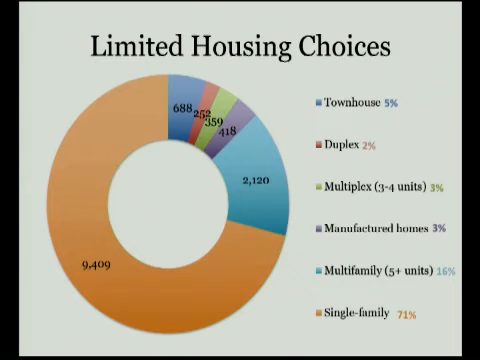 Limited Housing Choices
688
252
359
418
2,120
9,409
Townhouse 5%
Duplex 2%
Multiplex (3-4 units) 3%
Manufactured homes 3%
Multifamily (5+ units) 16%
Single-family 71%